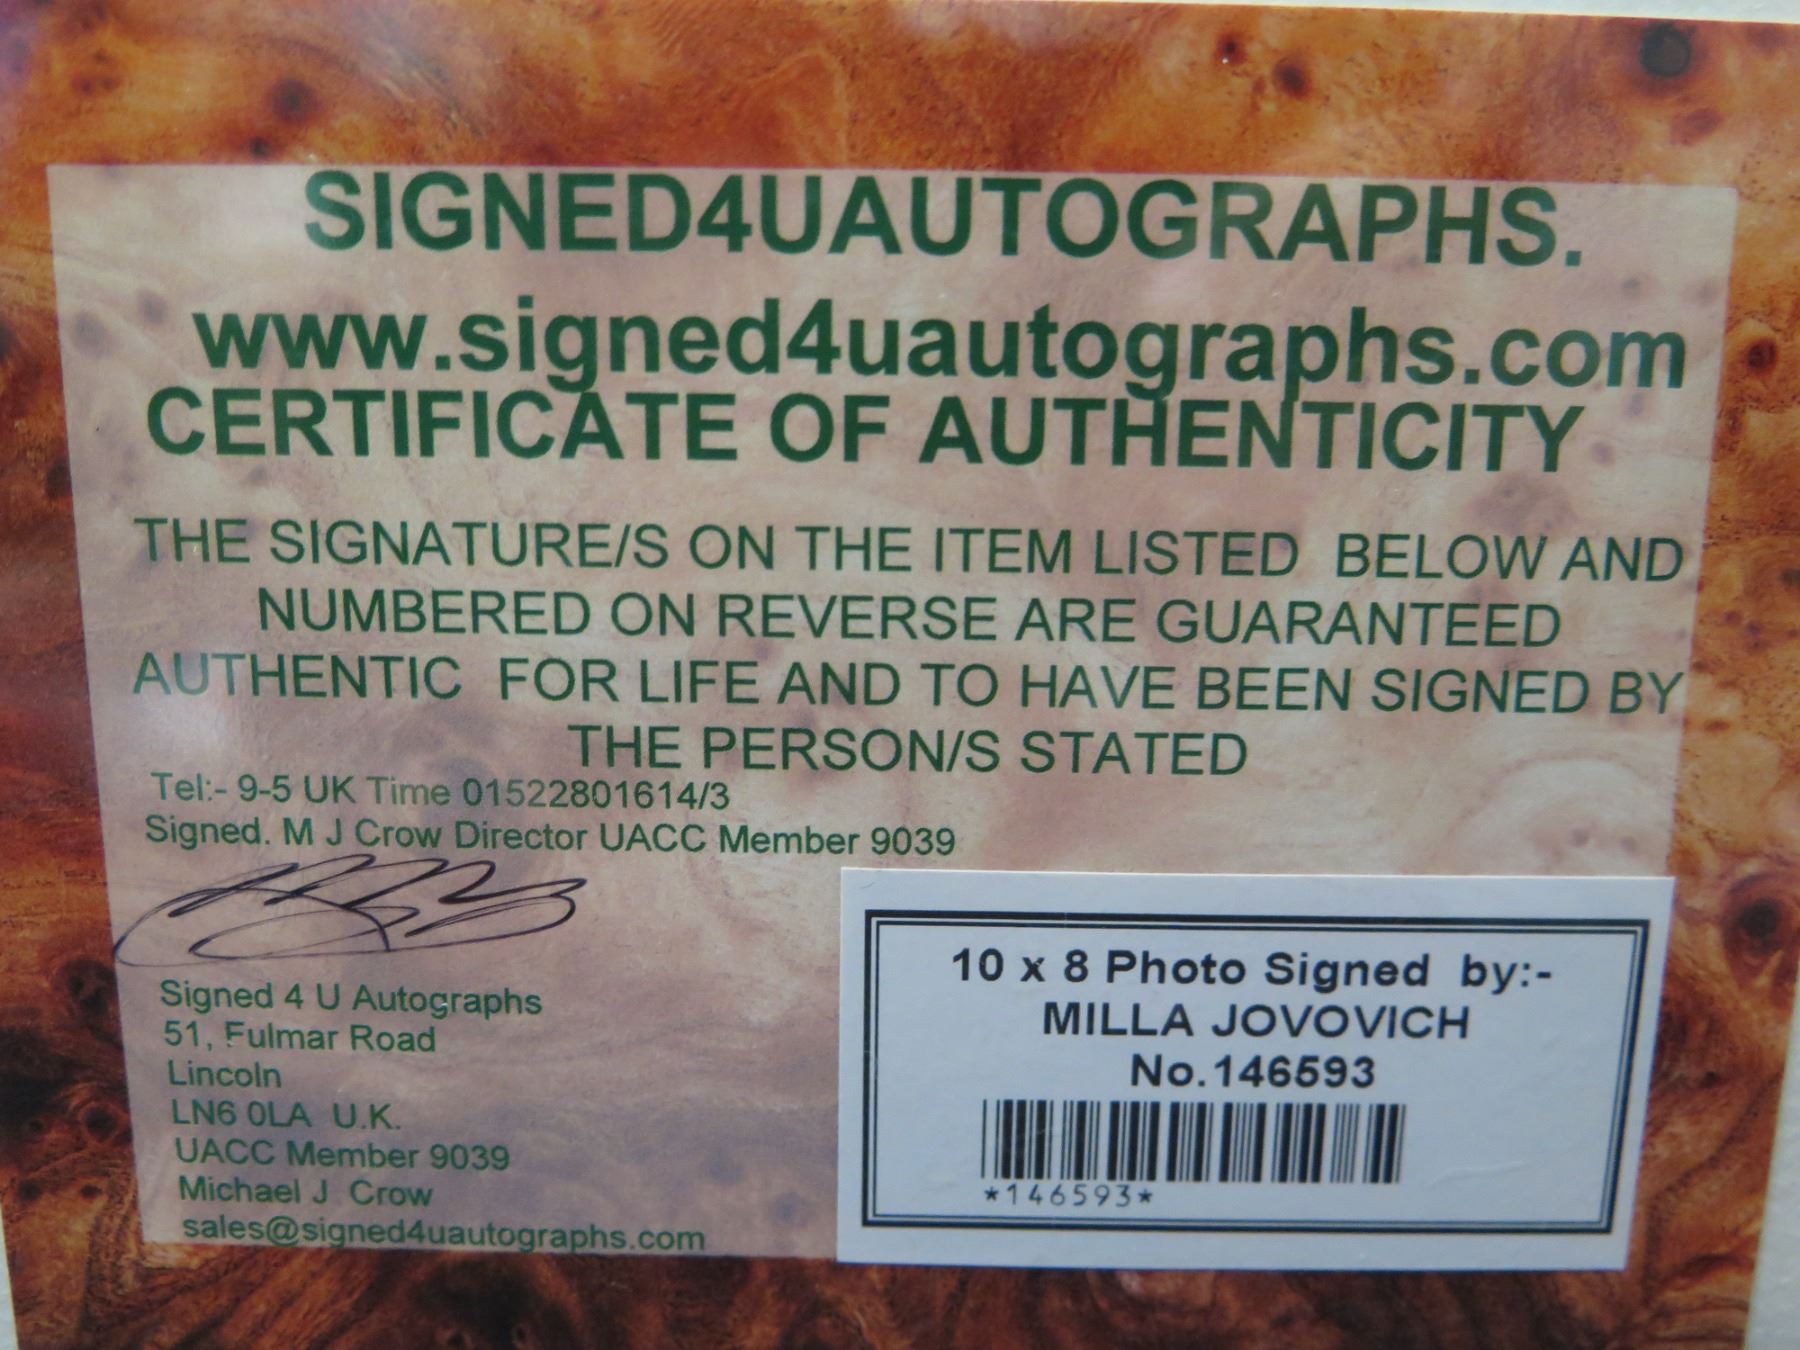 SIGNED4UAUTOGRAPHS.
www.signed4uautographs.com
CERTIFICATE OF AUTHENTICITY
THE SIGNATURE/S ON THE ITEM LISTED BELOW AND
NUMBERED ON REVERSE ARE GUARANTEED
AUTHENTIC FOR LIFE AND TO HAVE BEEN SIGNED BY
THE PERSON/S STATED
Tel:- 9-5 UK Time 01522801614/3
Signed. M J Crow Director UACC Member 9039
Signed 4 U Autographs
51, Fulmar Road
Lincoln
LN6 0LA U.K.
UACC Member 9039
Michael J Crow
sales@signed4uautographs.com
10 x 8 Photo Signed by:-
MILLA JOVOVICH
No.146593
*146593*